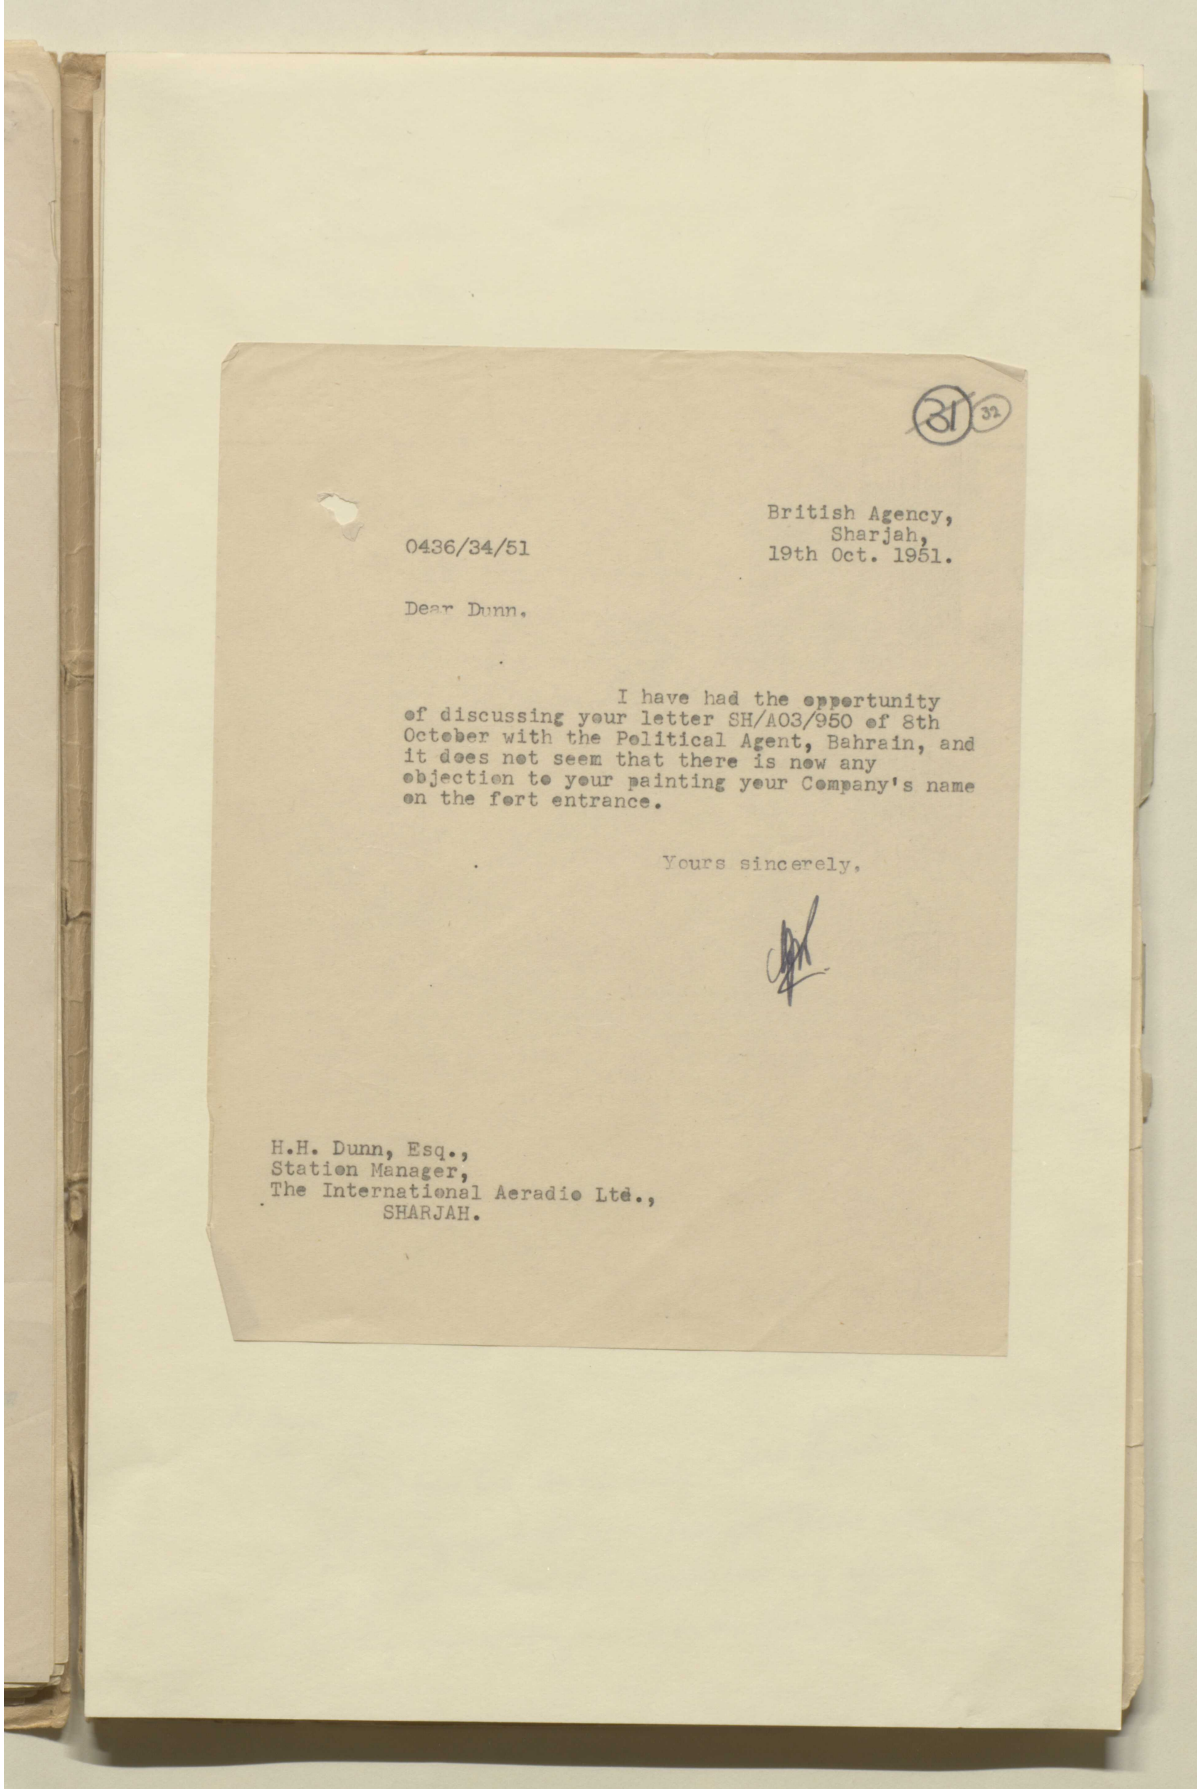 31 32
British Agency,
Sharjah,
0436/34/51
19th Oct. 1951.
Dear Dunn.
I have had the opportunity
of discussing your letter SH/A03/950 of 8th
October with the Political Agent, Bahrain, and
it does not seem that there is now any
objection to your painting your Company's name
on the fort entrance.
Yours sincerely,
H.H. Dunn, Esq.,
Station Manager,
The International Aeradio Ltd.,
SHARJAH.